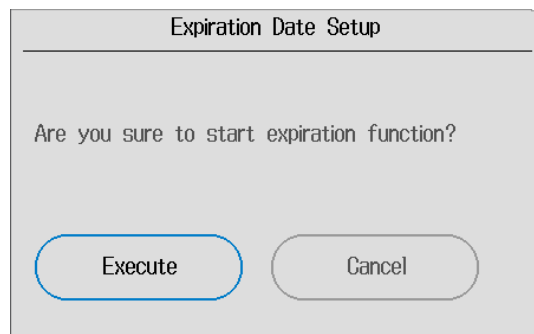 Expiration Date Setup
Are you sure to start expiration function?
Execute
Cancel